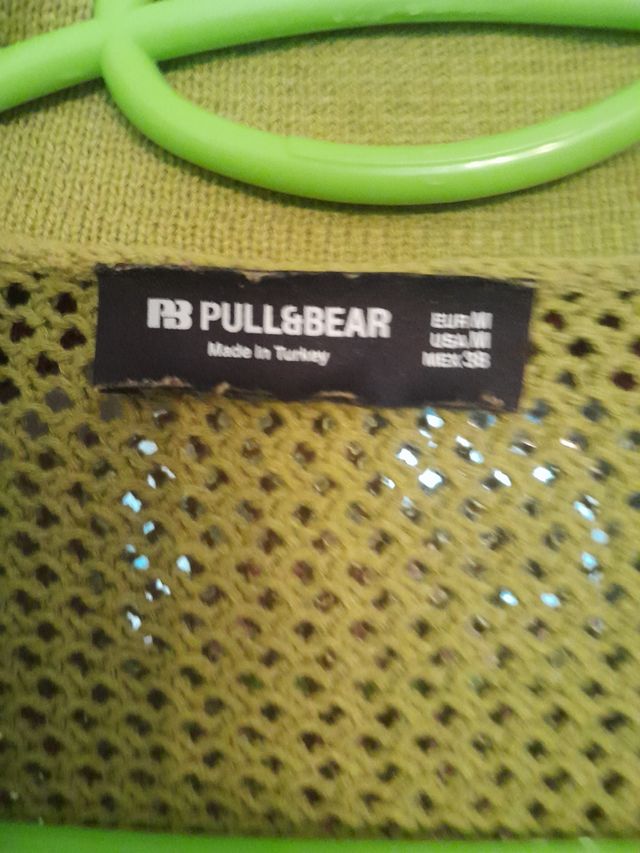 PB PULL&BEAR
Made in Turkey
EUR M
USA M
MEX 38